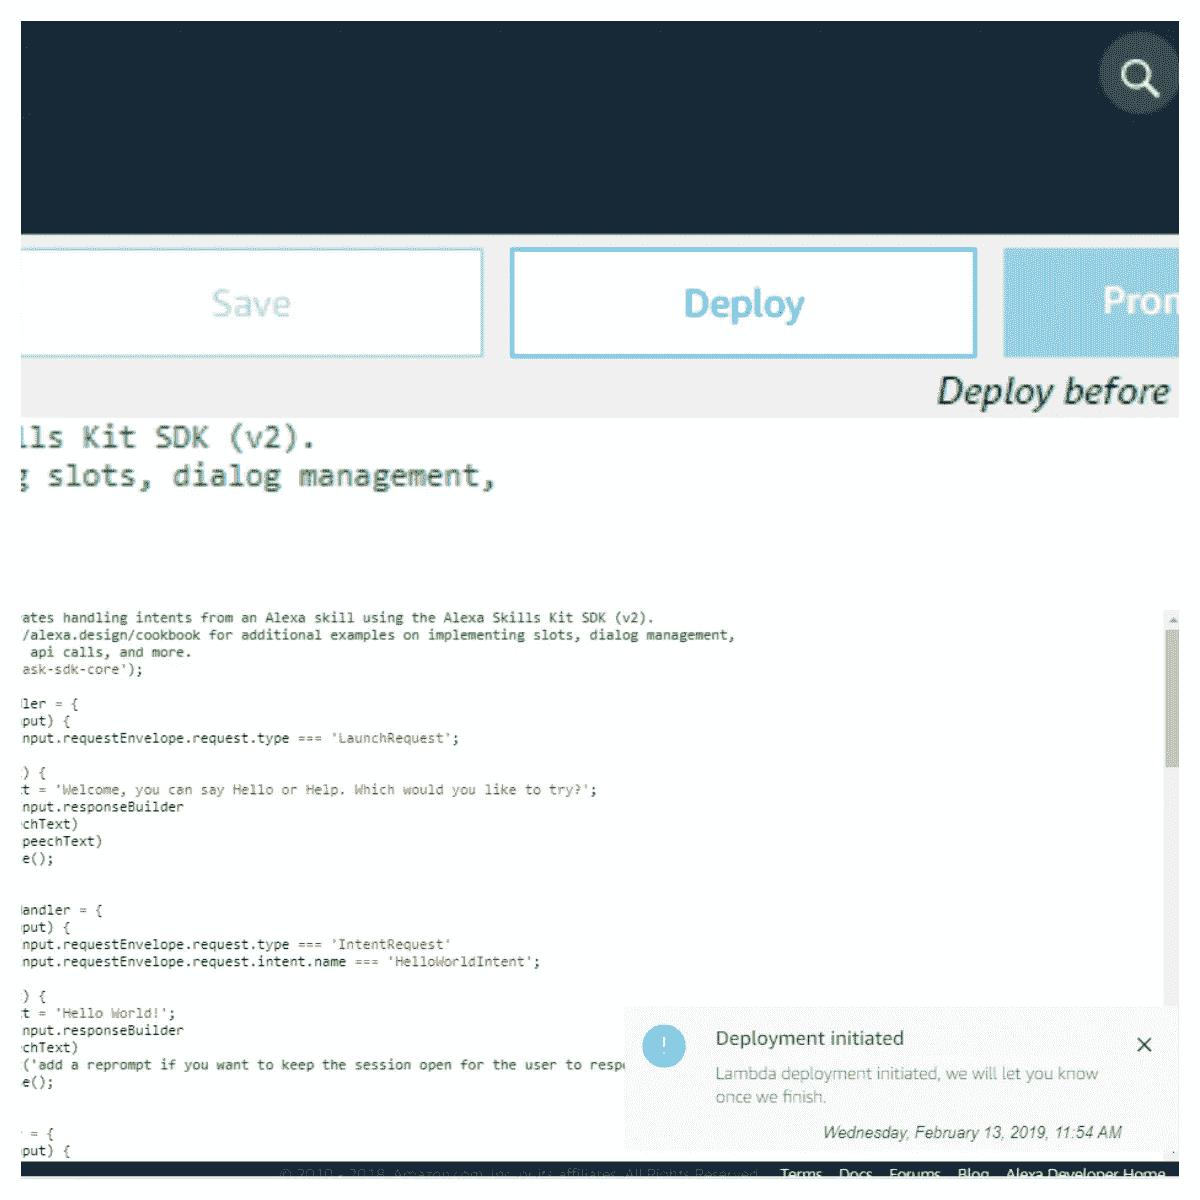 Save
Deploy
Deploy before
Kit SDK (v2).
slots, dialog management,
ates handling intents from an Alexa skill using the Alexa Skills Kit SDK (v2).
/alexa.design/cookbook for additional examples on implementing slots, dialog management,
api calls, and more.
ask-sdk-core');
ler = {
put) {
nput.requestEnvelope.request.type === 'LaunchRequest';
) {
t = 'Welcome, you can say Hello or Help. Which would you like to try?';
nput.responseBuilder
chText)
peechText)
e();
andler = {
put) {
nput.requestEnvelope.request.type === 'IntentRequest'
nput.requestEnvelope.request.intent.name === 'HelloWorldIntent';
) {
t = 'Hello World!';
nput.responseBuilder
chText)
('add a reprompt if you want to keep the session open for the user to resp
e();
= {
put) {
Deployment initiated
Lambda deployment initiated, we will let you know
once we finish.
Wednesday, February 13, 2019, 11:54 AM
© 2010 - 2018, Amazon.com, Inc. or its affiliates. All Rights Reserved. Terms Docs Forums Blog Alexa Developer Home